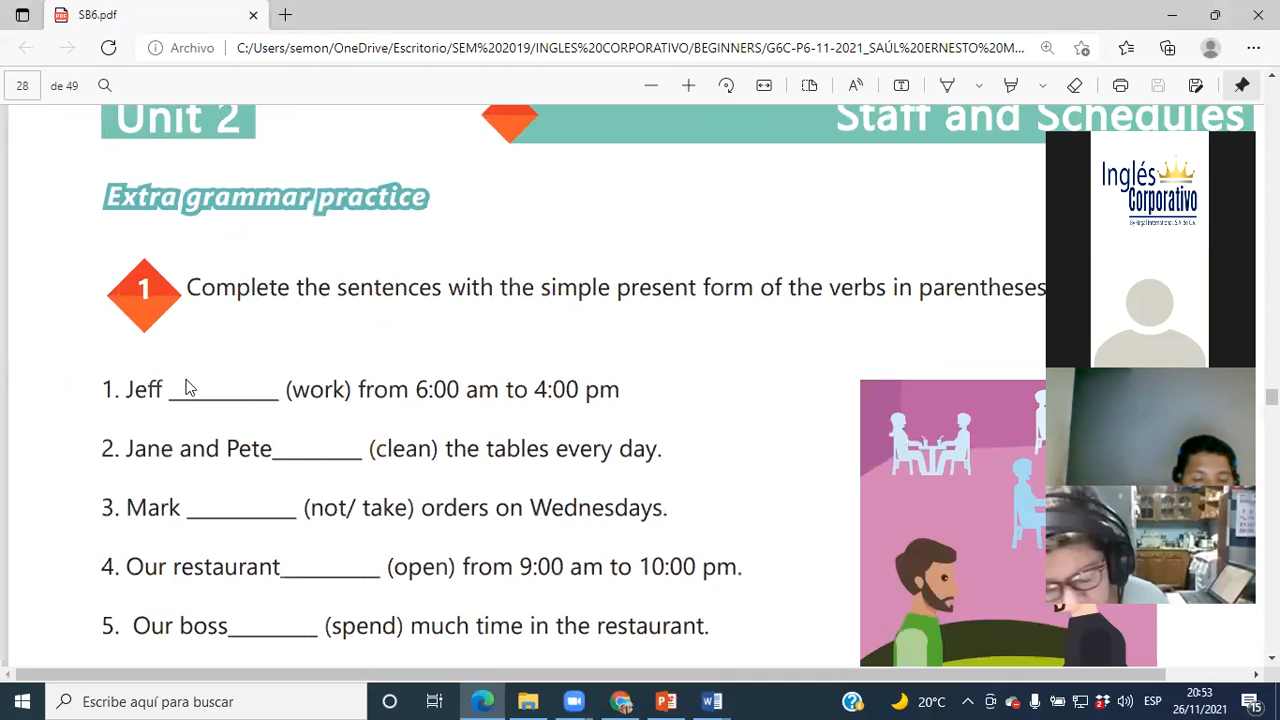 SB6.pdf
Archivo
C:/Users/semon/OneDrive/Escritorio/SEM%202019/INGLES%20CORPORATIVO/BEGINNERS/G6C-P6-11-2021_SAÚL%20ERNESTO%20M...
28 de 49
Unit 2
Staff and Schedules
Extra grammar practice
1 Complete the sentences with the simple present form of the verbs in parentheses
1. Jeff __________ (work) from 6:00 am to 4:00 pm
2. Jane and Pete________ (clean) the tables every day.
3. Mark __________ (not/ take) orders on Wednesdays.
4. Our restaurant_________ (open) from 9:00 am to 10:00 pm.
5. Our boss________ (spend) much time in the restaurant.
Inglés
Corporativo
Escribe aquí para buscar
20°C
ESP
20:53
26/11/2021
15